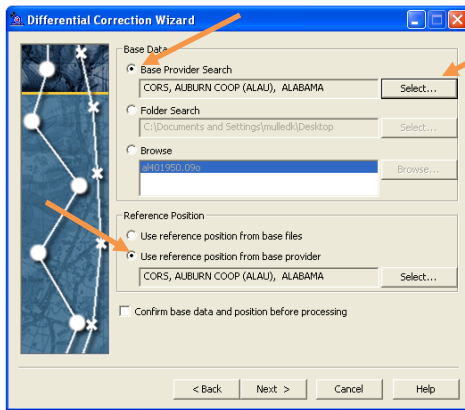 Differential Correction Wizard
Base Data
Base Provider Search
CORS, AUBURN COOP (ALAU), ALABAMA
Select...
Folder Search
C:\Documents and Settings\mulledk\Desktop
Select...
Browse
al401950.09o
Browse...
Reference Position
Use reference position from base files
Use reference position from base provider
CORS, AUBURN COOP (ALAU), ALABAMA
Select...
Confirm base data and position before processing
< Back
Next >
Cancel
Help